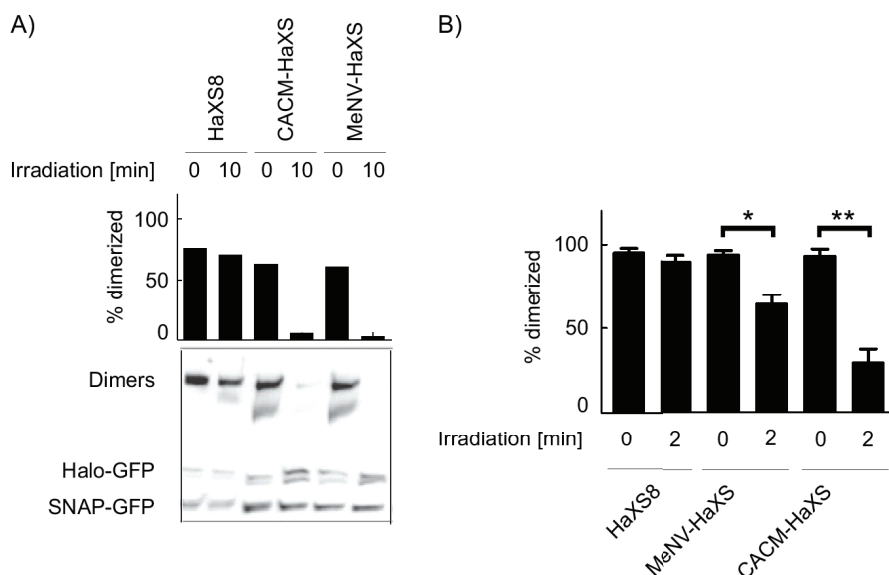 A)
HaXS8
CACM-HaXS
MeNV-HaXS
Irradiation [min] 0 10 0 10 0 10
% dimerized
100
50
0
Dimers
Halo-GFP
SNAP-GFP
B)
* **
% dimerized
100
50
0
Irradiation [min] 0 2 0 2 0 2
HaXS8
MeNV-HaXS
CACM-HaXS